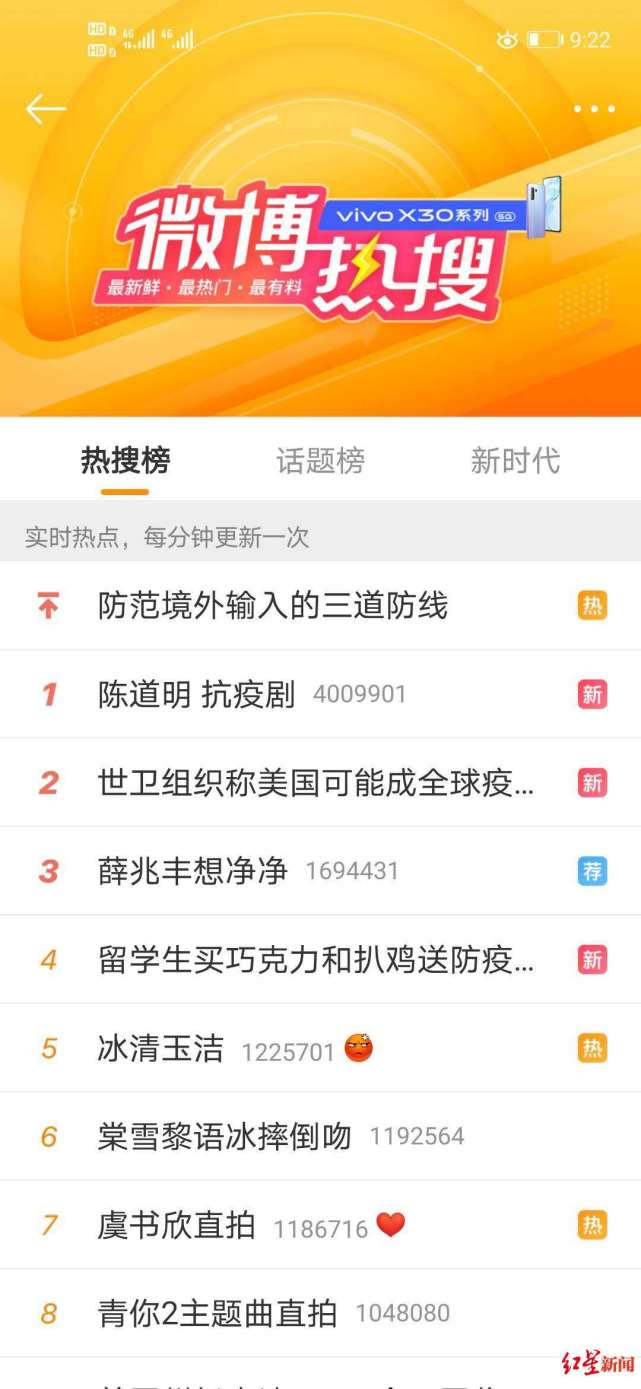 HD 4G 4G 9:22
HD
微博热搜
vivo X30系列 5G
最新鲜·最热门·最有料
热搜榜 话题榜 新时代
实时热点，每分钟更新一次
防范境外输入的三道防线 热
1 陈道明 抗疫剧 4009901 新
2 世卫组织称美国可能成全球疫... 新
3 薛兆丰想净净 1694431 荐
4 留学生买巧克力和扒鸡送防疫... 新
5 冰清玉洁 1225701 热
6 棠雪黎语冰摔倒吻 1192564
7 虞书欣直拍 1186716 热
8 青你2主题曲直拍 1048080
红星新闻